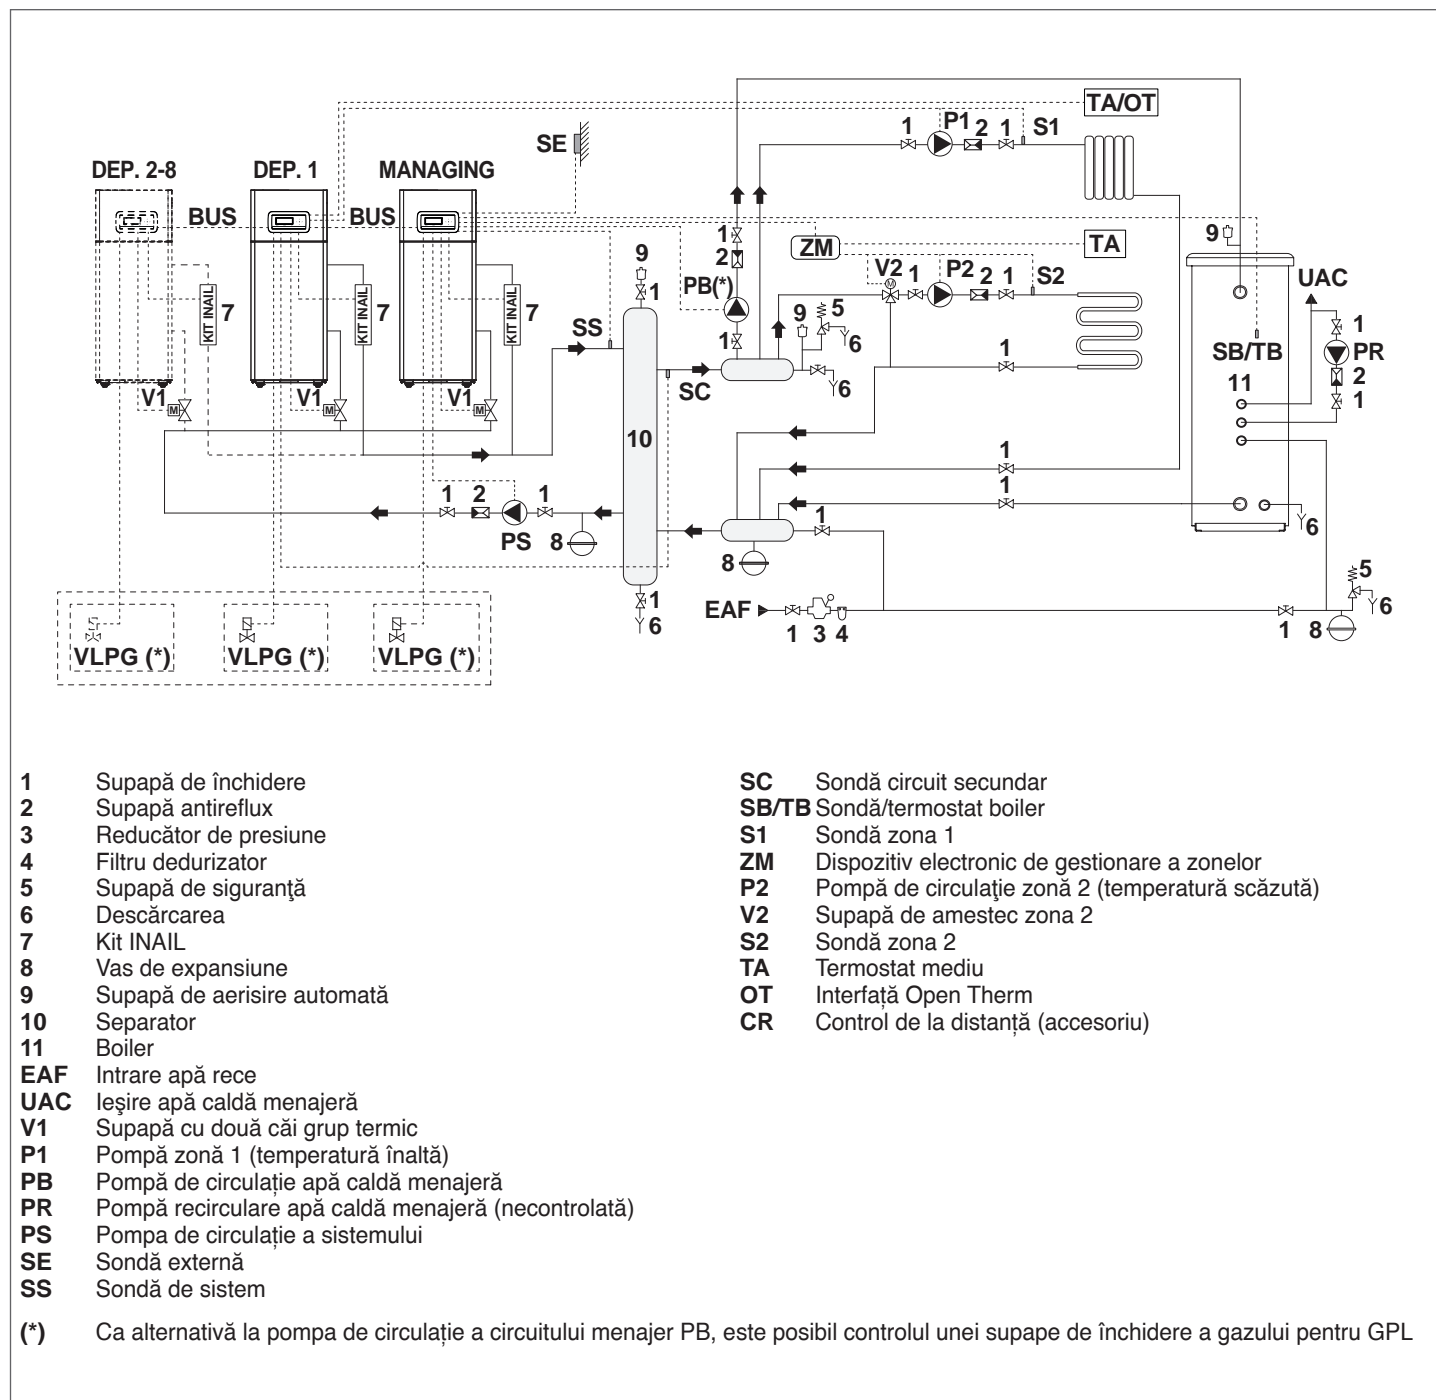 TA/OT
1 P1 2 1 S1
SE
DEP. 2-8 DEP. 1 MANAGING
BUS BUS
1
9
ZM TA
9
2
V2 1 P2 2 1 S2
UAC
PB(*)
1
KIT INAIL 7 KIT INAIL 7 KIT INAIL 7
SS
9 5
6
1
1
PR
1
SB/TB
2
SC
6
11
1
V1 M V1 M V1 M
10
1
1
1 2 1
1
6
PS 8
8
5
EAF
1 3 4
1
6
6
1 8
VLPG (*) VLPG (*) VLPG (*)
1 Supapă de închidere
2 Supapă antireflux
3 Reducător de presiune
4 Filtru dedurizator
5 Supapă de siguranţă
6 Descărcarea
7 Kit INAIL
8 Vas de expansiune
9 Supapă de aerisire automată
10 Separator
11 Boiler
EAF Intrare apă rece
UAC Ieşire apă caldă menajeră
V1 Supapă cu două căi grup termic
P1 Pompă zonă 1 (temperatură înaltă)
PB Pompă de circulație apă caldă menajeră
PR Pompă recirculare apă caldă menajeră (necontrolată)
PS Pompa de circulație a sistemului
SE Sondă externă
SS Sondă de sistem
SC Sondă circuit secundar
SB/TB Sondă/termostat boiler
S1 Sondă zona 1
ZM Dispozitiv electronic de gestionare a zonelor
P2 Pompă de circulaţie zonă 2 (temperatură scăzută)
V2 Supapă de amestec zona 2
S2 Sondă zona 2
TA Termostat mediu
OT Interfață Open Therm
CR Control de la distanță (accesoriu)
(*) Ca alternativă la pompa de circulație a circuitului menajer PB, este posibil controlul unei supape de închidere a gazului pentru GPL